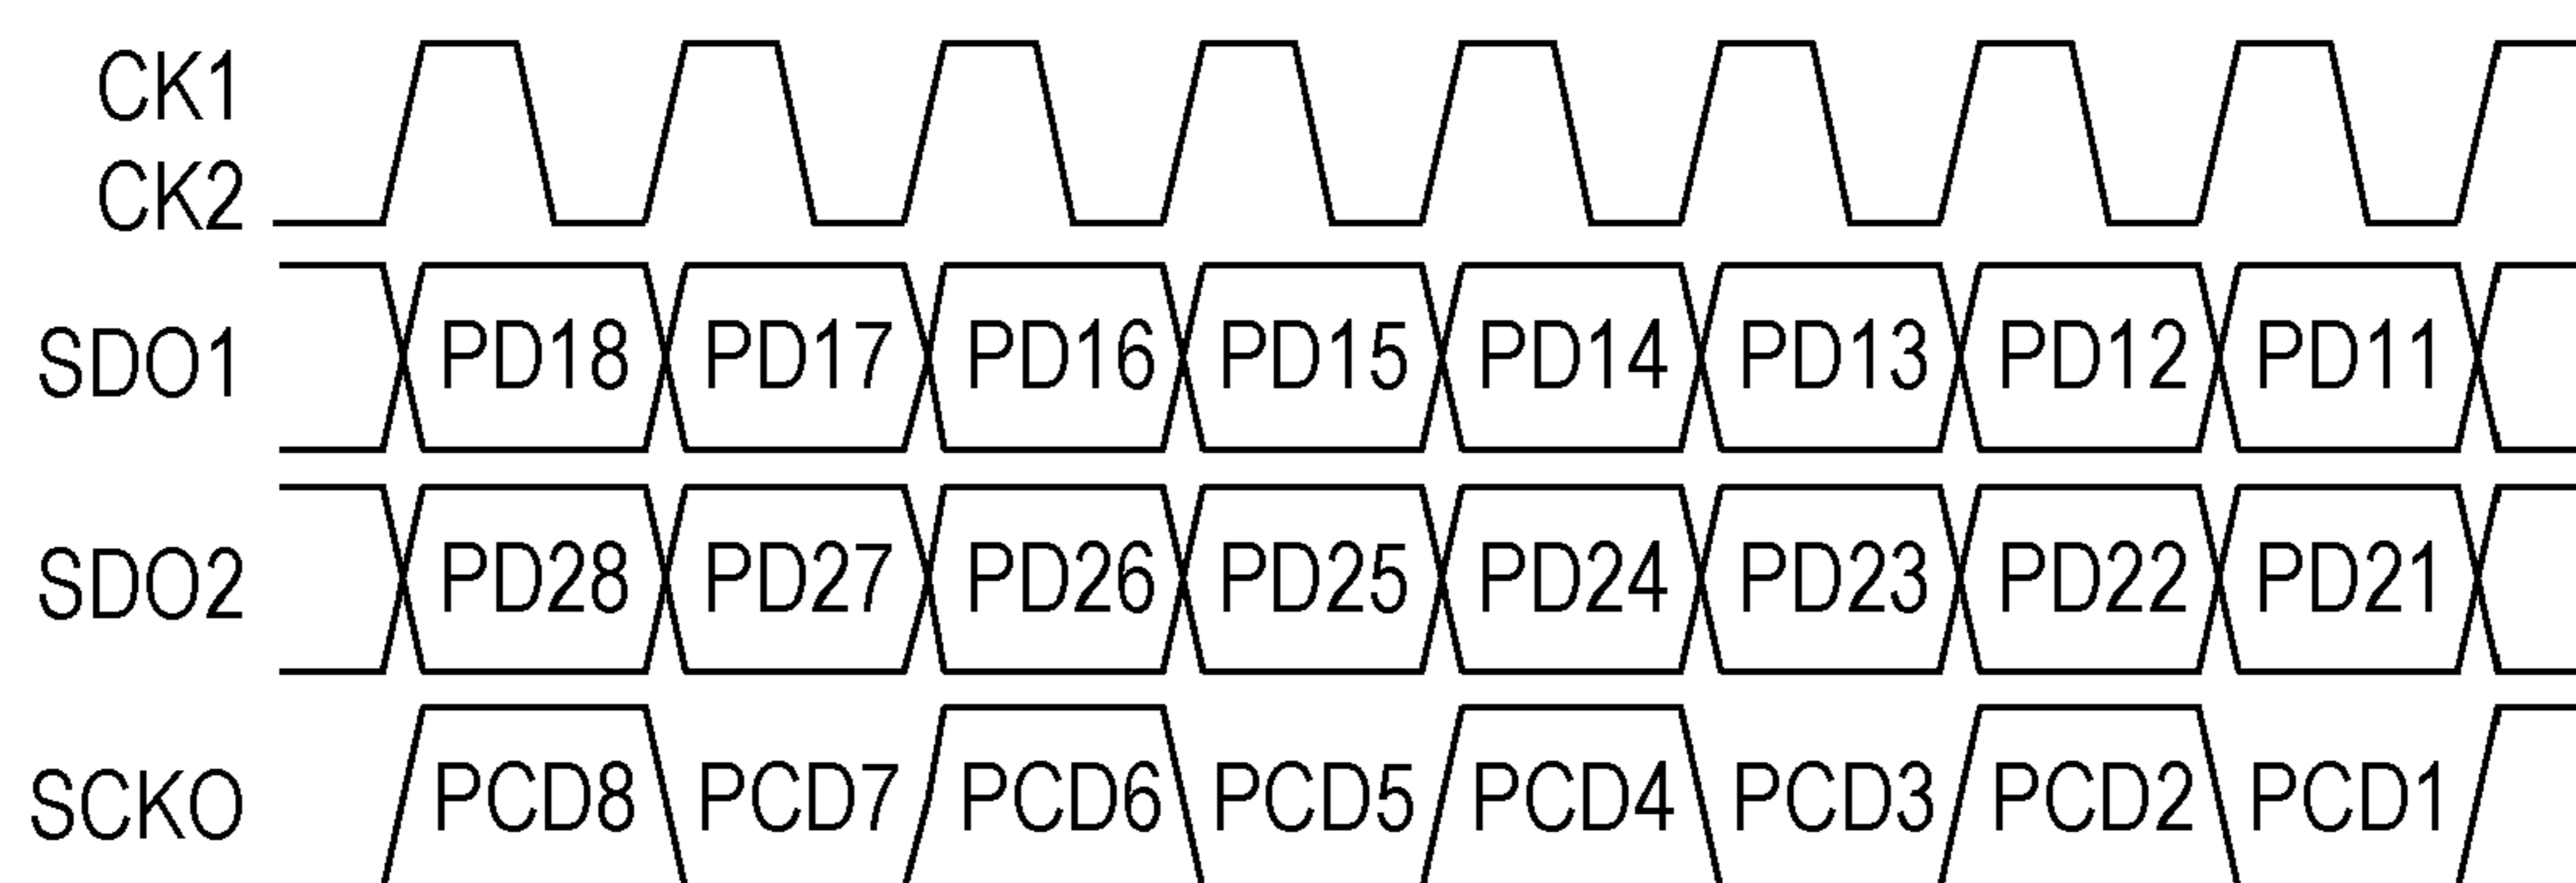 CK1
CK2
SDO1 PD18 PD17 PD16 PD15 PD14 PD13 PD12 PD11
SDO2 PD28 PD27 PD26 PD25 PD24 PD23 PD22 PD21
SCKO PCD8 PCD7 PCD6 PCD5 PCD4 PCD3 PCD2 PCD1